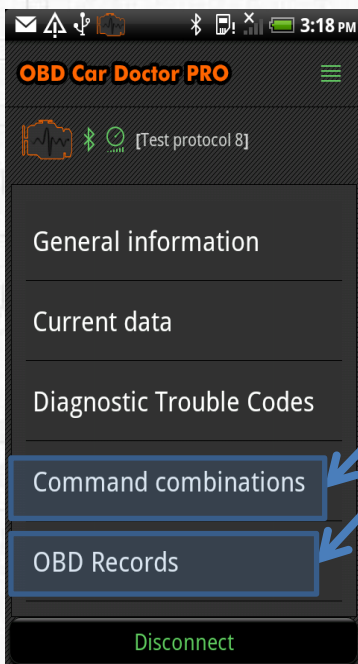 3:18 PM
OBD Car Doctor PRO
[Test protocol 8]
General information
Current data
Diagnostic Trouble Codes
Command combinations
OBD Records
Disconnect